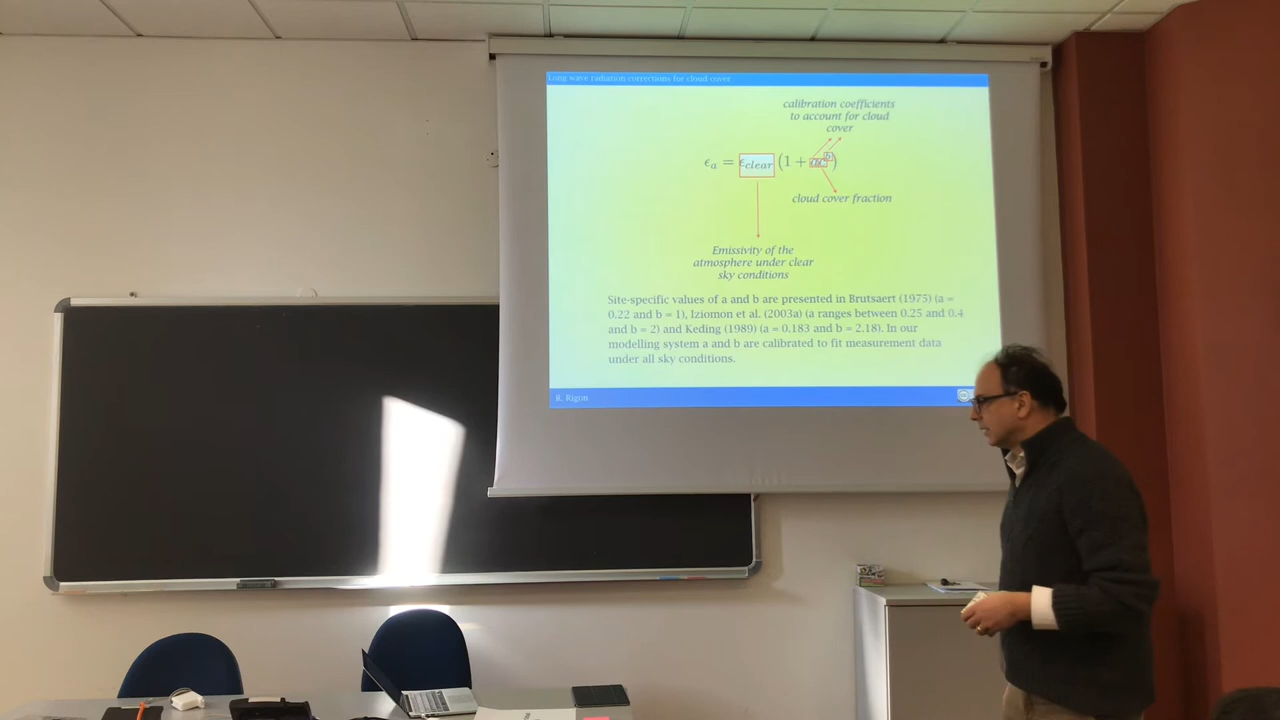 Long wave radiation corrections for cloud cover
calibration coefficients
to account for cloud
cover
ϵa = ϵclear (1 + ac^b)
cloud cover fraction
Emissivity of the
atmosphere under clear
sky conditions
Site-specific values of a and b are presented in Brutsaert (1975) (a =
0.22 and b = 1), Iziomon et al. (2003a) (a ranges between 0.25 and 0.4
and b = 2) and Keding (1989) (a = 0.183 and b = 2.18). In our
modelling system a and b are calibrated to fit measurement data
under all sky conditions.
R. Rigon